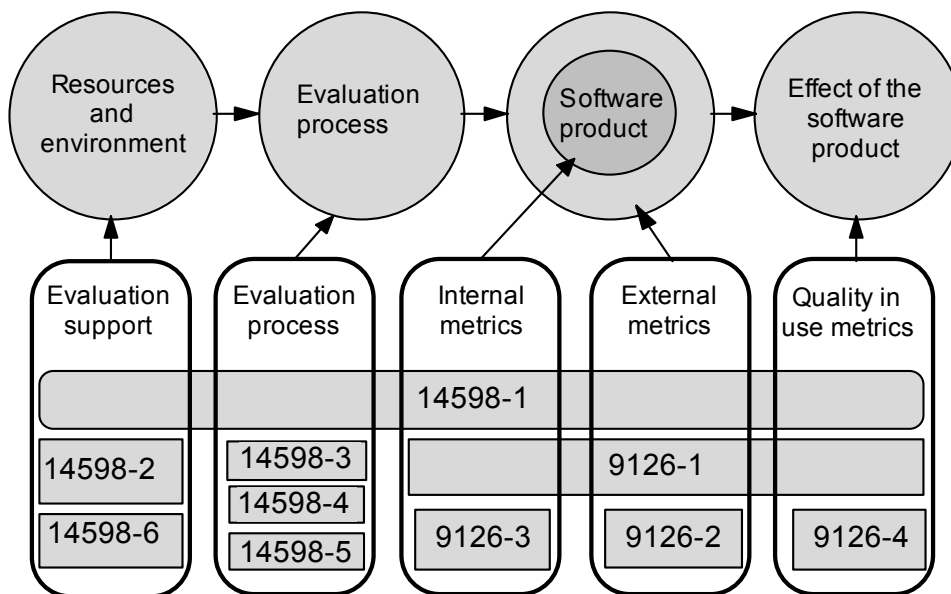 Resources
and
environment
Evaluation
process
Software
product
Effect of the
software
product
Evaluation
support
Evaluation
process
Internal
metrics
External
metrics
Quality in
use metrics
14598-1
14598-2
14598-6
14598-3
14598-4
14598-5
9126-1
9126-3
9126-2
9126-4